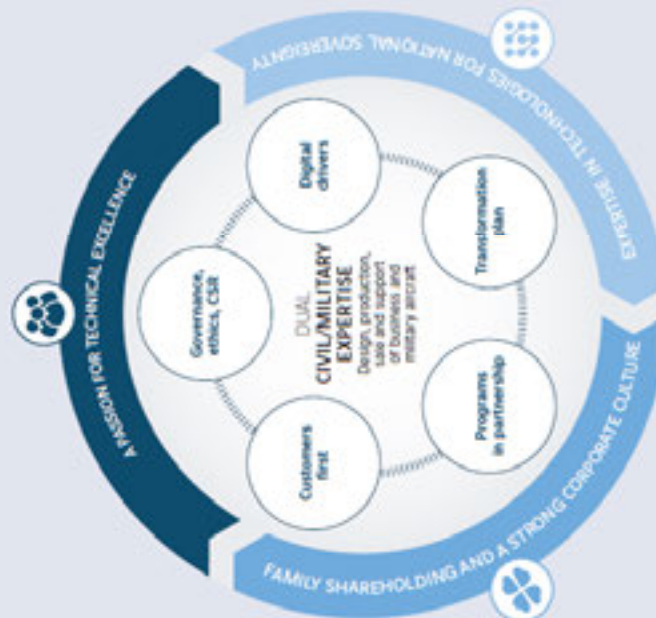 A PASSION FOR TECHNICAL EXCELLENCE
EXPERTISE IN TECHNOLOGIES FOR NATIONAL SOVEREIGNTY
FAMILY SHAREHOLDING AND A STRONG CORPORATE CULTURE
Governance,
ethics, CSR
Digital
drivers
Transformation
plan
Programs
in partnership
Customers
first
DUAL
CIVIL/MILITARY
EXPERTISE
Design, production,
sale and support
of business and
military aircraft